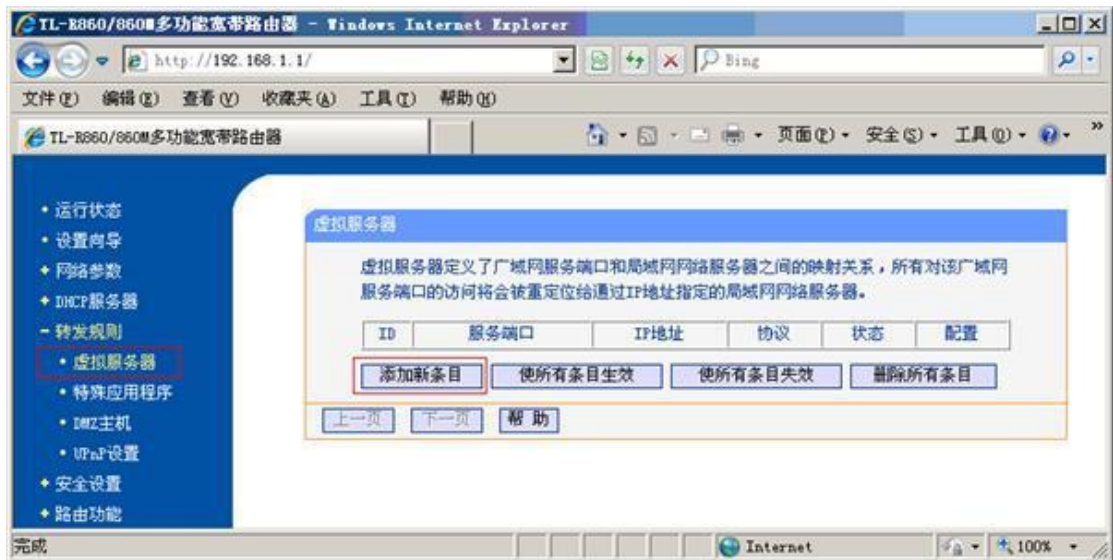 TL-R860/860M多功能宽带路由器 - Windows Internet Explorer
http://192.168.1.1/
Bing
文件(F) 编辑(E) 查看(V) 收藏夹(A) 工具(T) 帮助(H)
TL-R860/860M多功能宽带路由器
页面(P) 安全(S) 工具(O) »
• 运行状态
• 设置向导
+ 网络参数
+ DHCP服务器
- 转发规则
• 虚拟服务器
• 特殊应用程序
• DMZ主机
• UPnP设置
+ 安全设置
+ 路由功能
虚拟服务器
虚拟服务器定义了广域网服务端口和局域网网络服务器之间的映射关系，所有对该广域网
服务端口的访问将会被重定位给通过IP地址指定的局域网网络服务器。
ID 服务端口 IP地址 协议 状态 配置
添加新条目 使所有条目生效 使所有条目失效 删除所有条目
上一页 下一页 帮 助
完成 Internet 100%